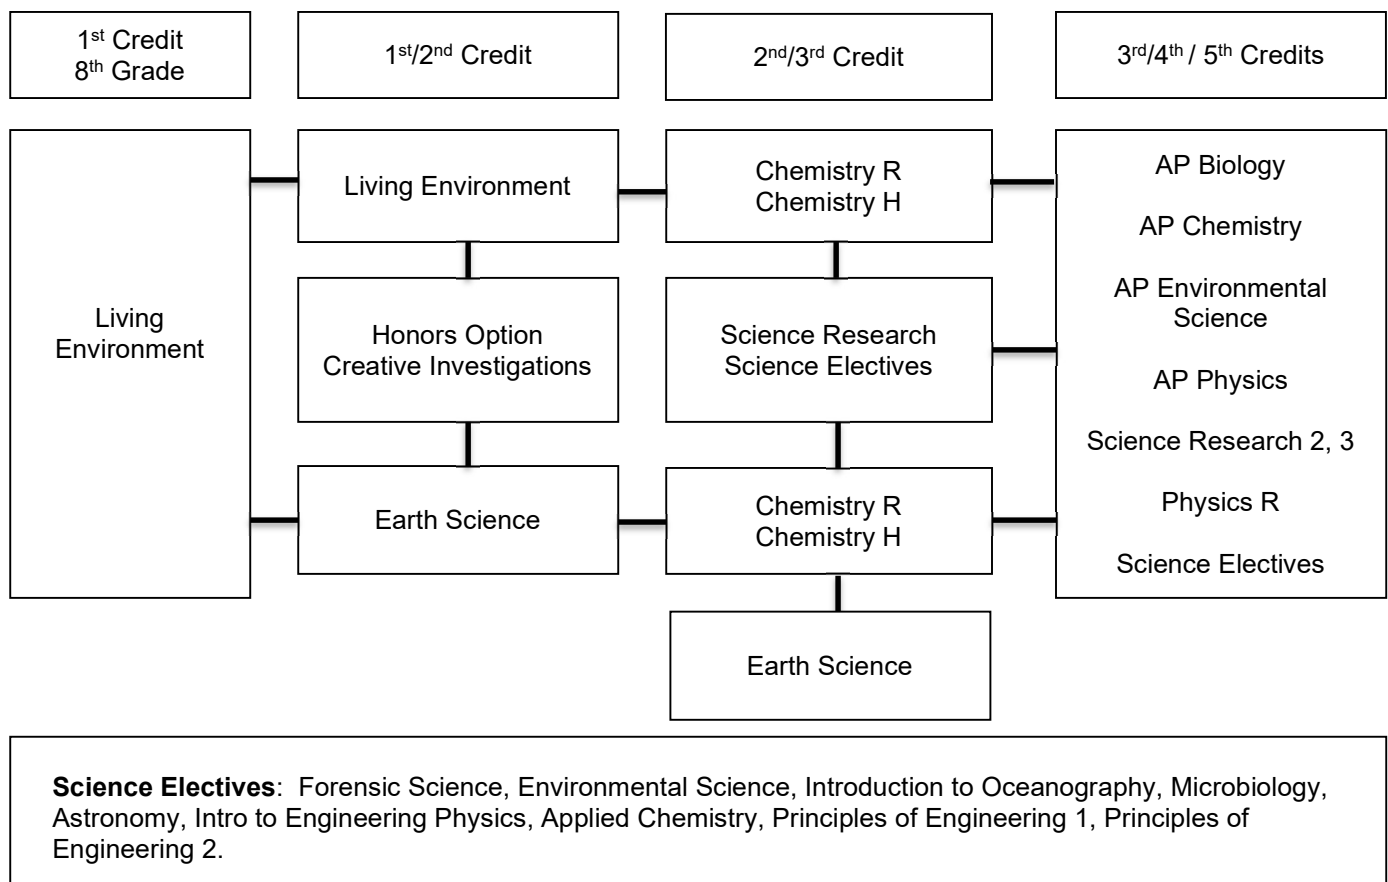 1st Credit
8th Grade
1st/2nd Credit
2nd/3rd Credit
3rd/4th / 5th Credits
Living
Environment
Living Environment
Honors Option
Creative Investigations
Earth Science
Chemistry R
Chemistry H
Science Research
Science Electives
Chemistry R
Chemistry H
Earth Science
AP Biology
AP Chemistry
AP Environmental
Science
AP Physics
Science Research 2, 3
Physics R
Science Electives
Science Electives: Forensic Science, Environmental Science, Introduction to Oceanography, Microbiology,
Astronomy, Intro to Engineering Physics, Applied Chemistry, Principles of Engineering 1, Principles of
Engineering 2.